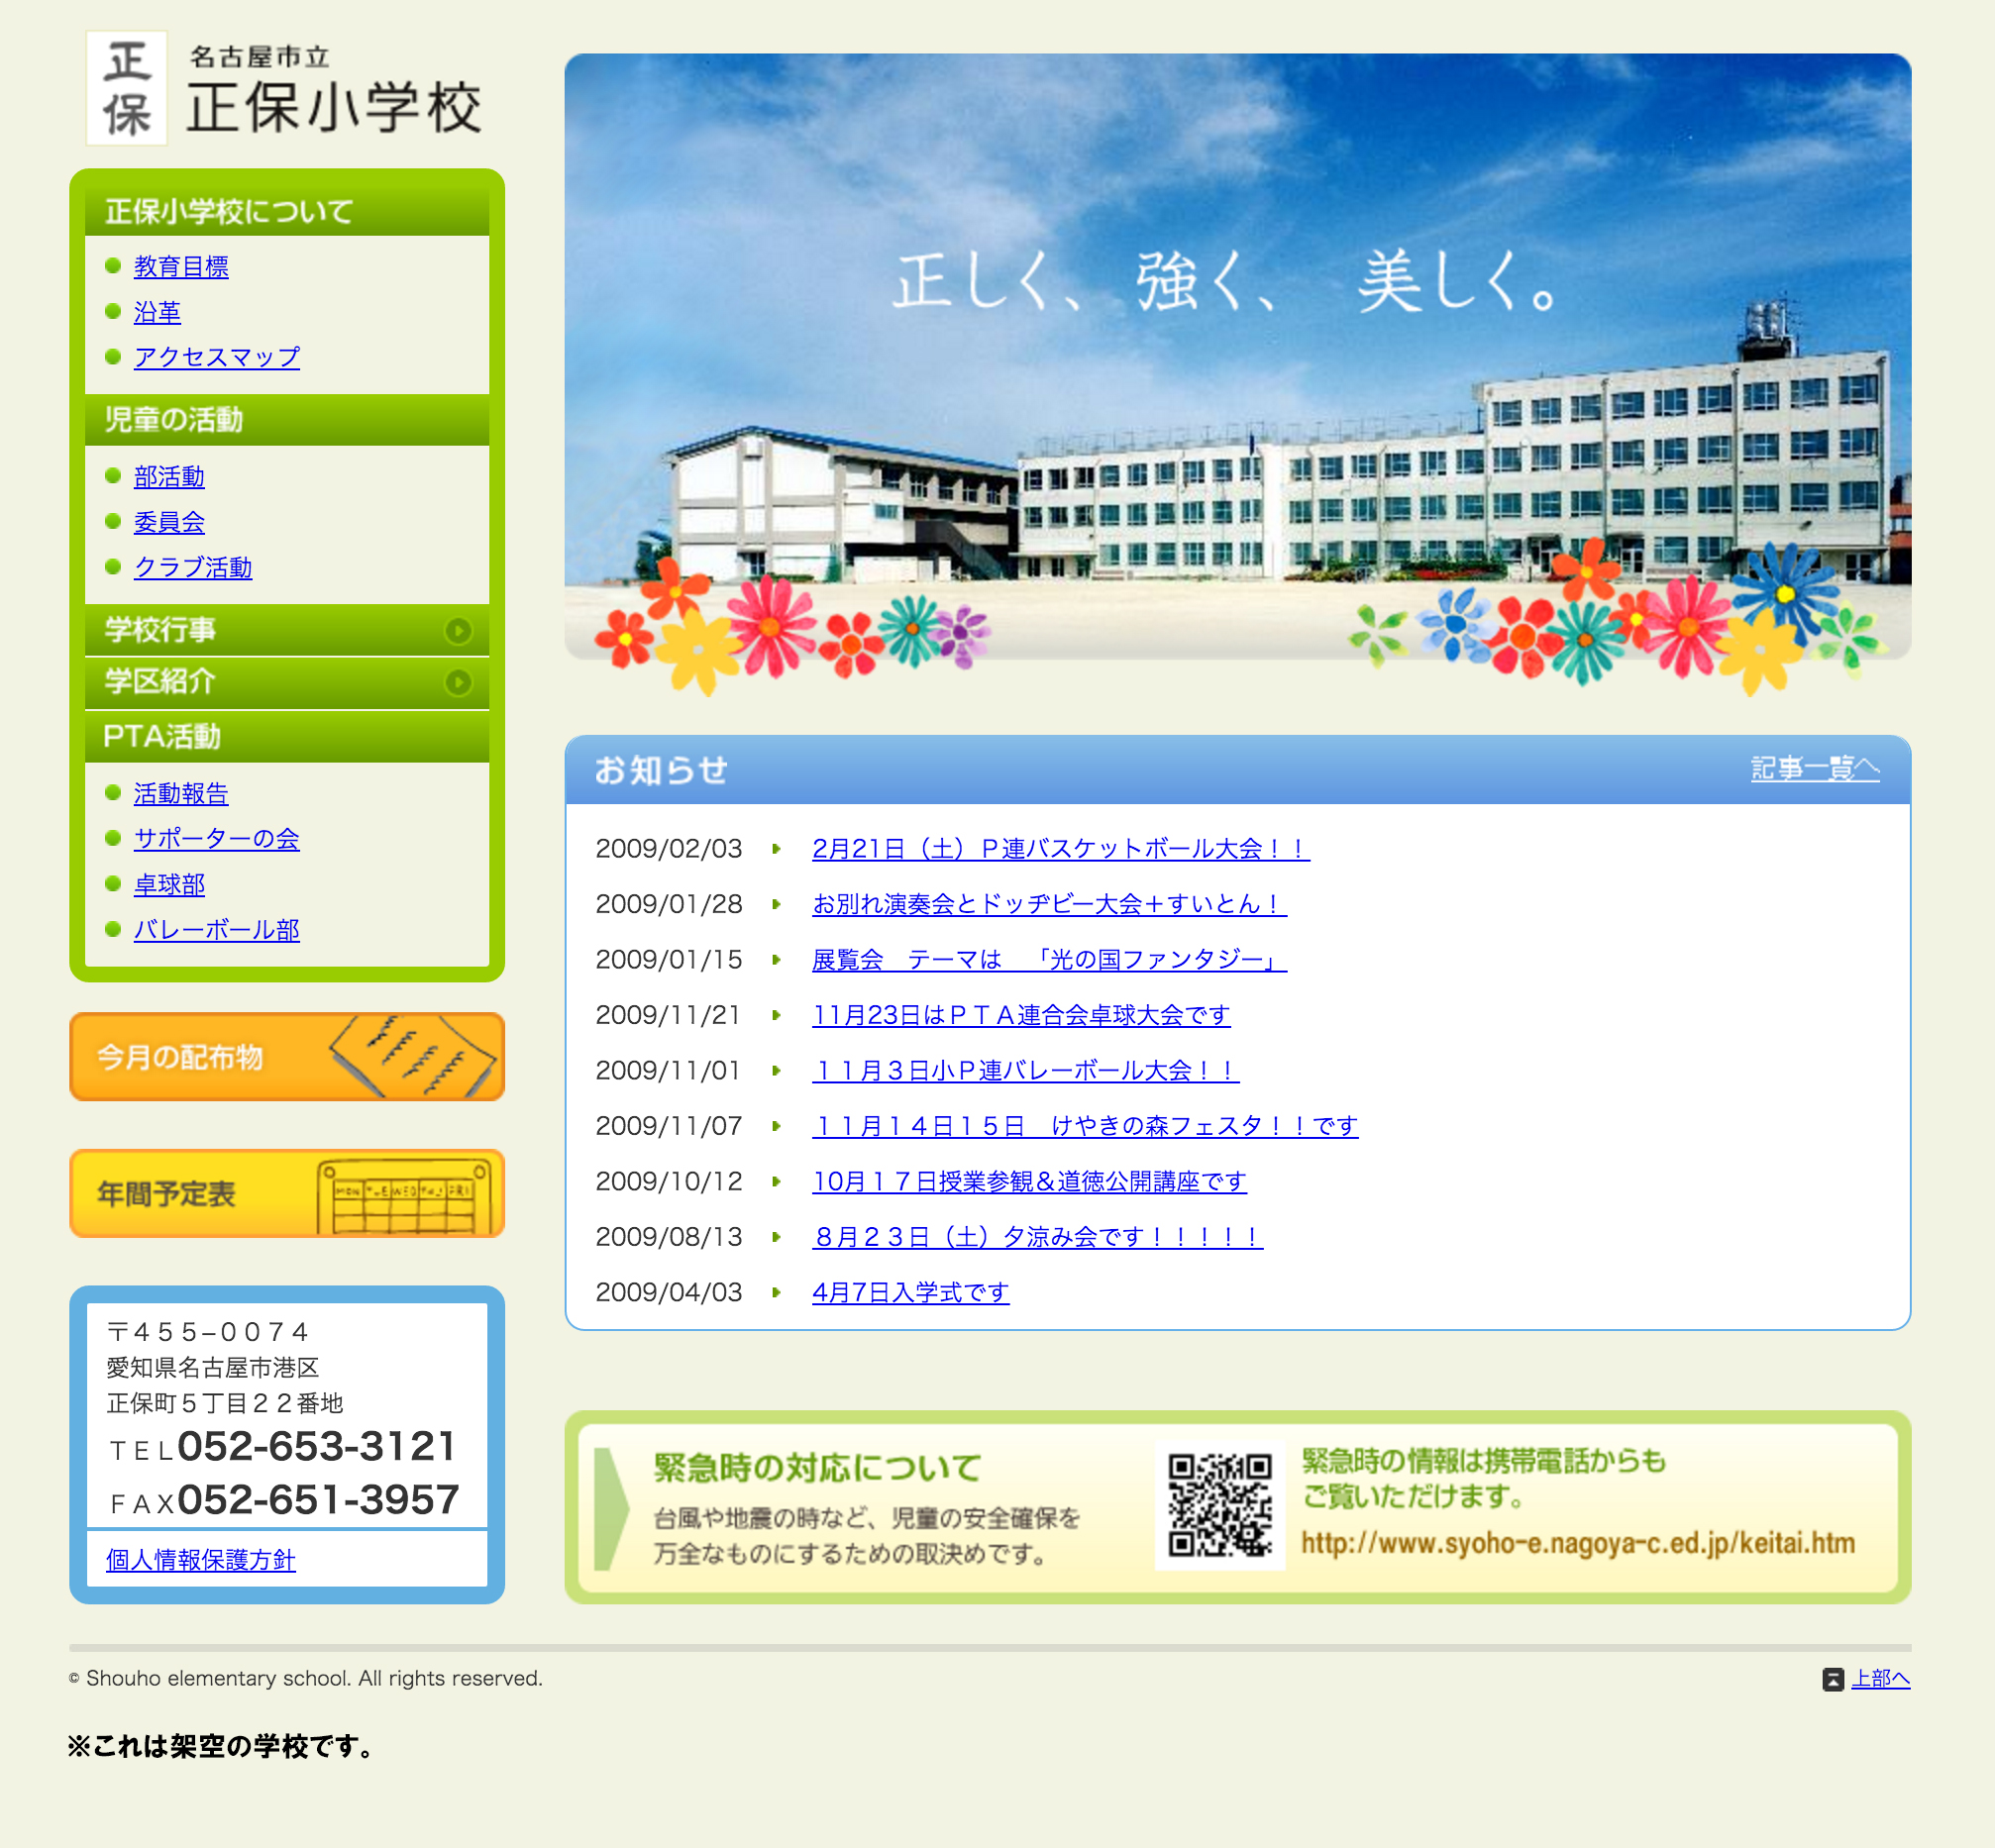 正保
名古屋市立
正保小学校
正保小学校について
教育目標
沿革
アクセスマップ
児童の活動
部活動
委員会
クラブ活動
学校行事
学区紹介
PTA活動
活動報告
サポーターの会
卓球部
バレーボール部
今月の配布物
年間予定表
MON TUE WED THU FRI
〒４５５−００７４
愛知県名古屋市港区
正保町５丁目２２番地
ＴＥＬ052-653-3121
ＦＡＸ052-651-3957
個人情報保護方針
正しく、強く、 美しく。
お知らせ
記事一覧へ
2009/02/03 2月21日（土）Ｐ連バスケットボール大会！！
2009/01/28 お別れ演奏会とドッヂビー大会＋すいとん！
2009/01/15 展覧会　テーマは　「光の国ファンタジー」
2009/11/21 11月23日はＰＴＡ連合会卓球大会です
2009/11/01 １１月３日小Ｐ連バレーボール大会！！
2009/11/07 １１月１４日１５日　けやきの森フェスタ！！です
2009/10/12 10月１７日授業参観＆道徳公開講座です
2009/08/13 ８月２３日（土）夕涼み会です！！！！！
2009/04/03 4月7日入学式です
緊急時の対応について
台風や地震の時など、児童の安全確保を
万全なものにするための取決めです。
緊急時の情報は携帯電話からも
ご覧いただけます。
http://www.syoho-e.nagoya-c.ed.jp/keitai.htm
© Shouho elementary school. All rights reserved.
上部へ
※これは架空の学校です。